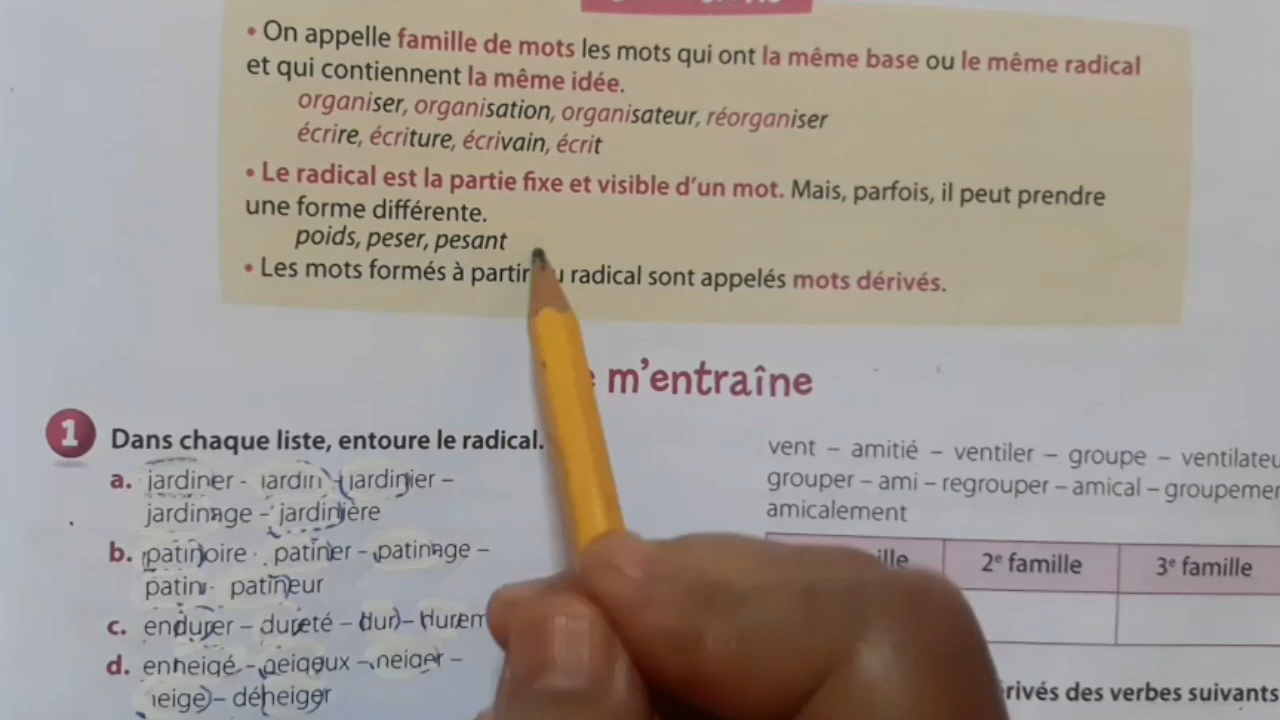 • On appelle famille de mots les mots qui ont la même base ou le même radical
et qui contiennent la même idée.
organiser, organisation, organisateur, réorganiser
écrire, écriture, écrivain, écrit
• Le radical est la partie fixe et visible d'un mot. Mais, parfois, il peut prendre
une forme différente.
poids, peser, pesant
• Les mots formés à partir radical sont appelés mots dérivés.
m'entraîne
1 Dans chaque liste, entoure le radical.
a. jardiner - jardin - jardinier –
jardinage – jardinière
b. patinoire - patiner – patinage –
patin - patineur
c. endurer – dureté – dur –
d. enneigé - neigeux – neiger –
neige – déneiger
vent – amitié – ventiler – groupe –
grouper – ami – regrouper – amical –
amicalement
2e famille
3e famille
des verbes suivants